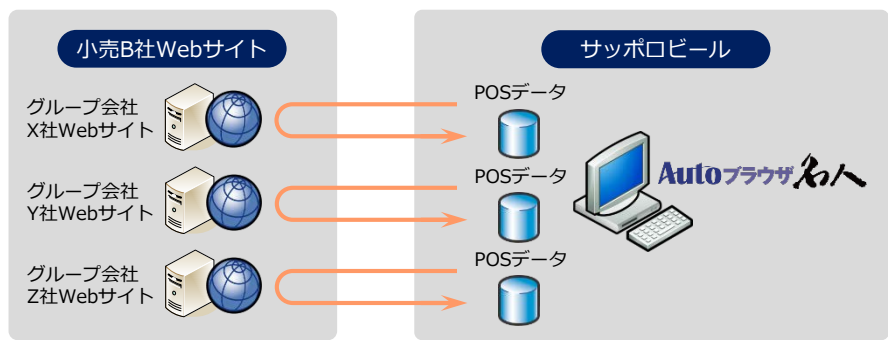 小売B社Webサイト
グループ会社
X社Webサイト
グループ会社
Y社Webサイト
グループ会社
Z社Webサイト
サッポロビール
POSデータ
POSデータ
POSデータ
Autoブラウザ名人